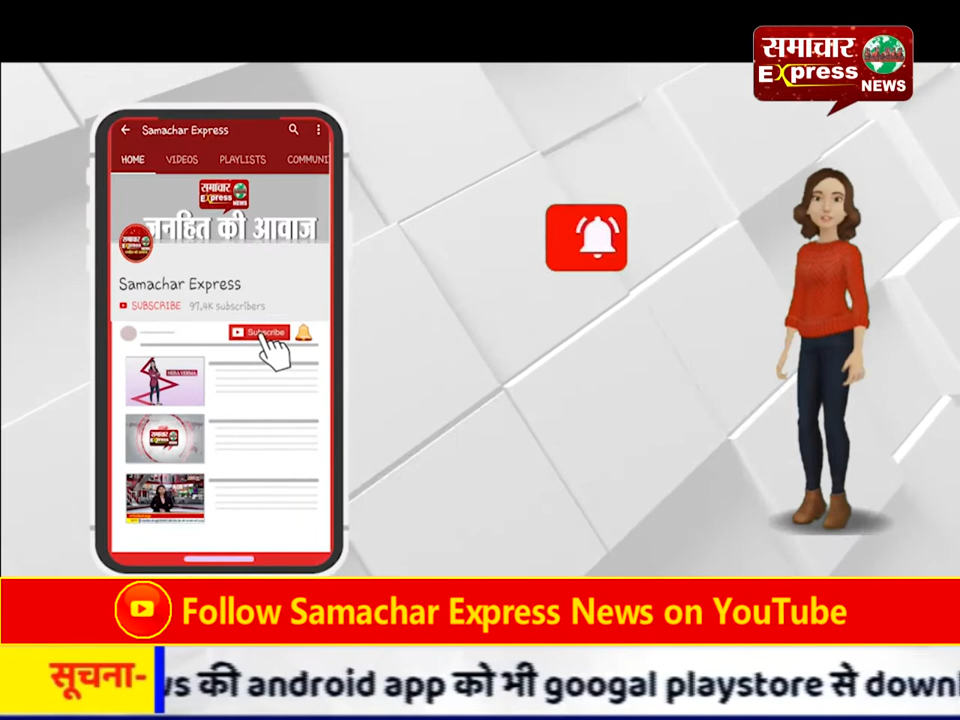 समाचार
Express
NEWS
Samachar Express
HOME VIDEOS PLAYLISTS COMMUNI
समाचार
Express
NEWS
जनहित की आवाज
Samachar Express
SUBSCRIBE 97.4K subscribers
Subscribe
Follow Samachar Express News on YouTube
सूचना- ws की android app को भी googal playstore से downl